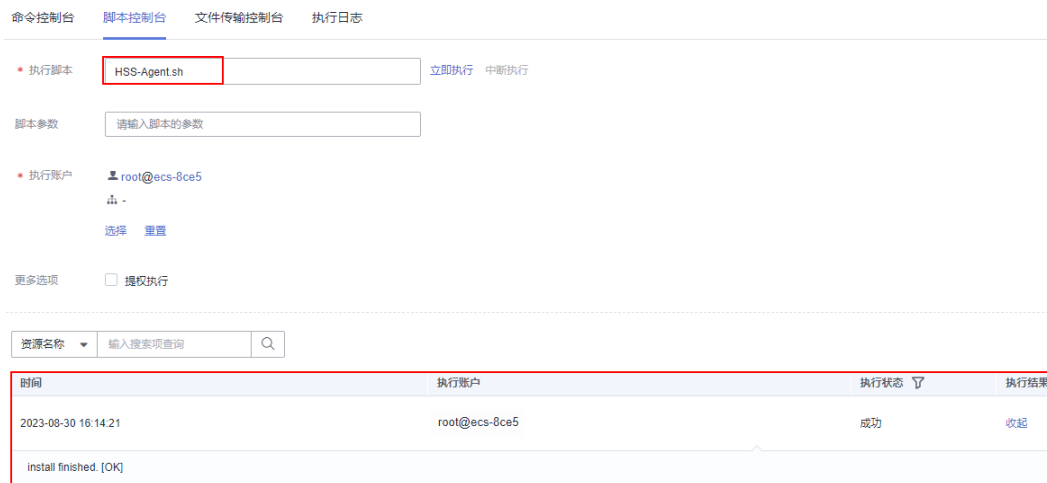 命令控制台 脚本控制台 文件传输控制台 执行日志
* 执行脚本 HSS-Agent.sh 立即执行 中断执行
脚本参数 请输入脚本的参数
* 执行账户 root@ecs-8ce5
-
选择 重置
更多选项 提权执行
资源名称 输入搜索项查询
时间 执行账户 执行状态 执行结果
2023-08-30 16:14:21 root@ecs-8ce5 成功 收起
install finished. [OK]